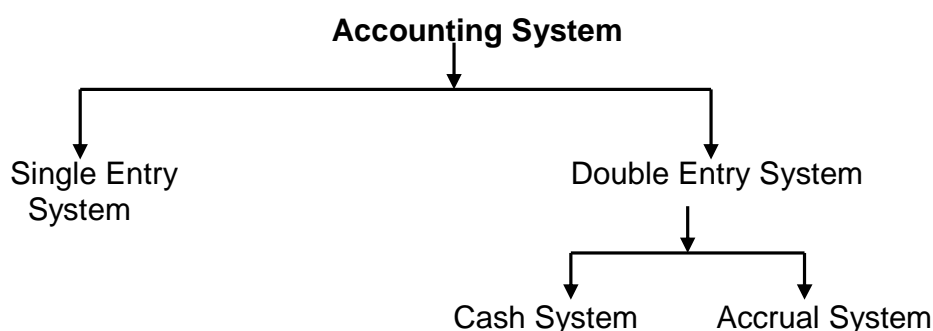 Accounting System
Single Entry
System
Double Entry System
Cash System
Accrual System